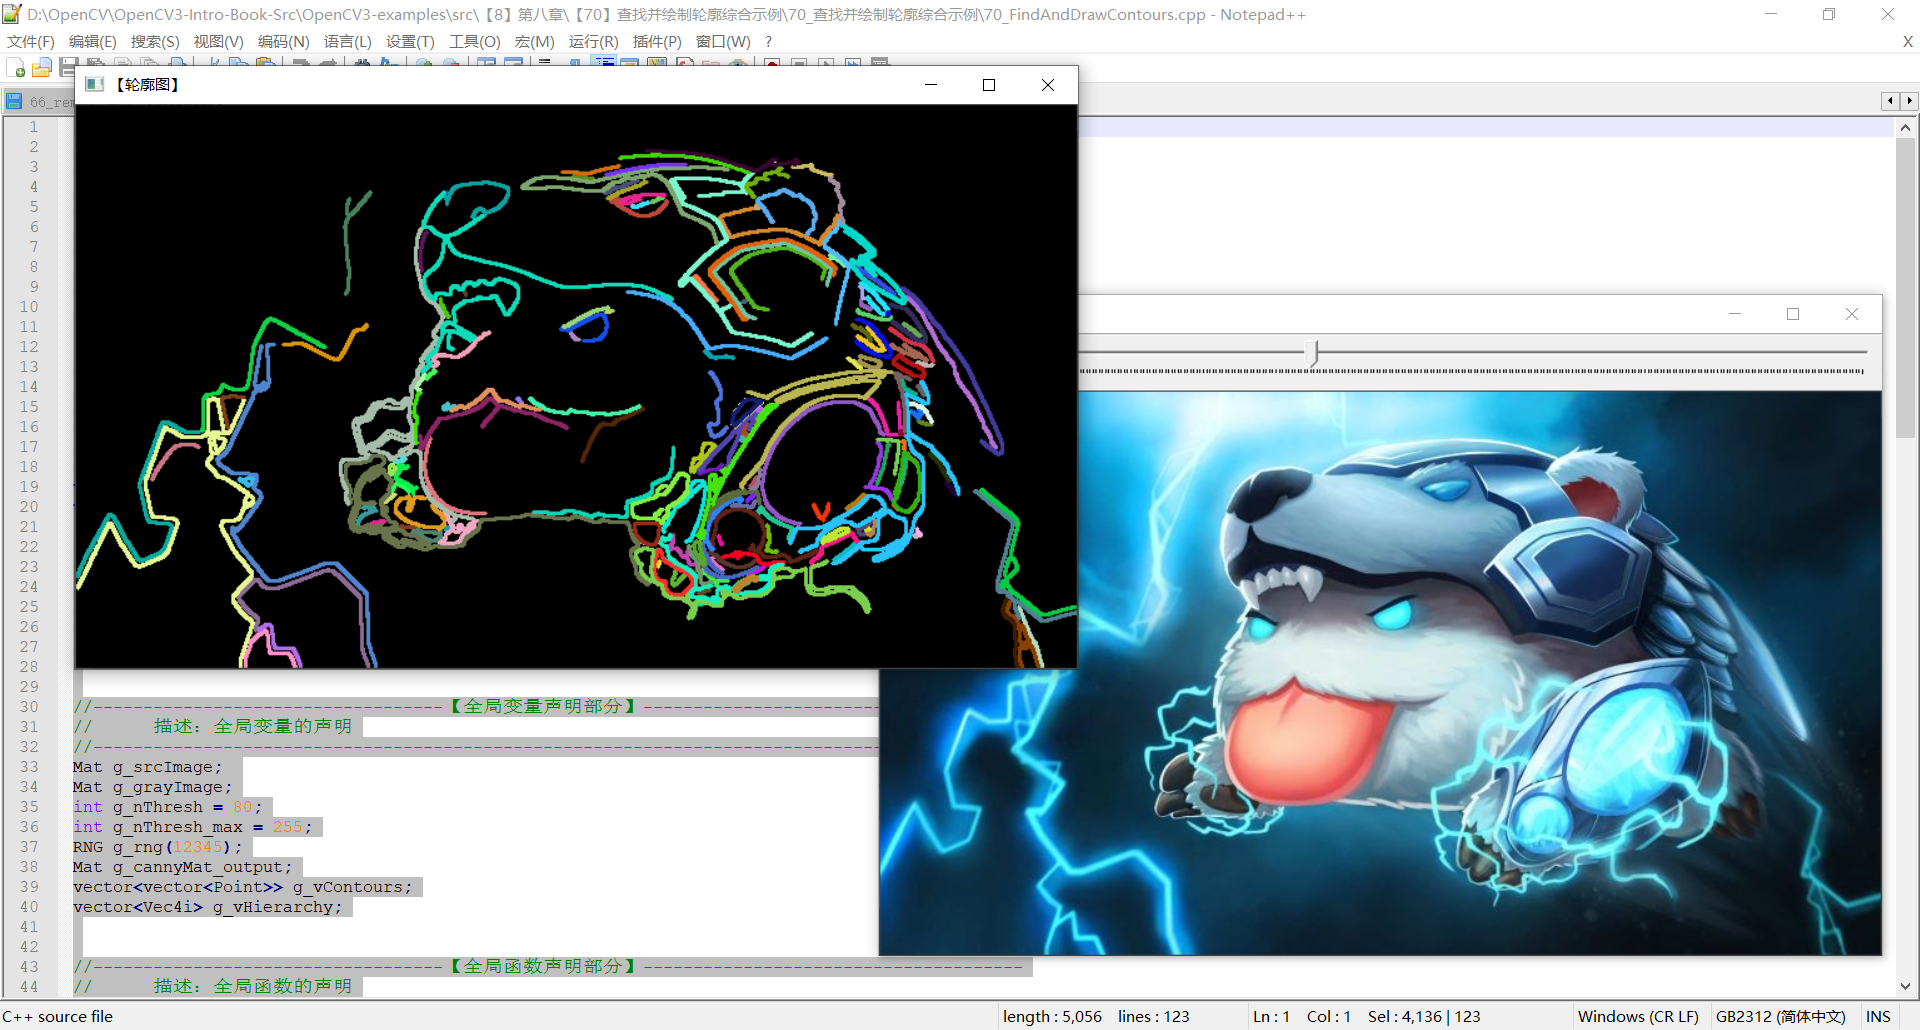 D:\OpenCV\OpenCV3-Intro-Book-Src\OpenCV3-examples\src\【8】第八章\【70】查找并绘制轮廓综合示例\70_查找并绘制轮廓综合示例\70_FindAndDrawContours.cpp - Notepad++
文件(F) 编辑(E) 搜索(S) 视图(V) 编码(N) 语言(L) 设置(T) 工具(O) 宏(M) 运行(R) 插件(P) 窗口(W) ? X
【轮廓图】
1
2
3
4
5
6
7
8
9
10
11
12
13
14
15
16
17
18
19
20
21
22
23
24
25
26
27
28
29
30 //-----------------------------------【全局变量声明部分】------------------------
31 // 描述：全局变量的声明
32 //--------------------------------------------------------------------------------
33 Mat g_srcImage;
34 Mat g_grayImage;
35 int g_nThresh = 80;
36 int g_nThresh_max = 255;
37 RNG g_rng(12345);
38 Mat g_cannyMat_output;
39 vector<vector<Point>> g_vContours;
40 vector<Vec4i> g_vHierarchy;
41
42
43 //-----------------------------------【全局函数声明部分】--------------------------------------
44 // 描述：全局函数的声明
C++ source file length : 5,056 lines : 123 Ln : 1 Col : 1 Sel : 4,136 | 123 Windows (CR LF) GB2312 (简体中文) INS